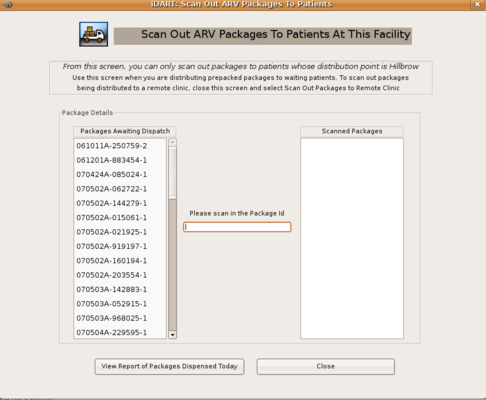 iDART: Scan Out ARV Packages To Patients
Scan Out ARV Packages To Patients At This Facility
From this screen, you can only scan out packages to patients whose distribution point is Hillbrow
Use this screen when you are distributing prepacked packages to waiting patients. To scan out packages
being distributed to a remote clinic, close this screen and select Scan Out Packages to Remote Clinic
Package Details
Packages Awaiting Dispatch
061011A-250759-2
061201A-883454-1
070424A-085024-1
070502A-062722-1
070502A-144279-1
070502A-015061-1
070502A-021925-1
070502A-919197-1
070502A-160194-1
070502A-203554-1
070503A-142883-1
070503A-052915-1
070503A-968025-1
070504A-229595-1
Please scan in the Package Id
Scanned Packages
View Report of Packages Dispensed Today
Close